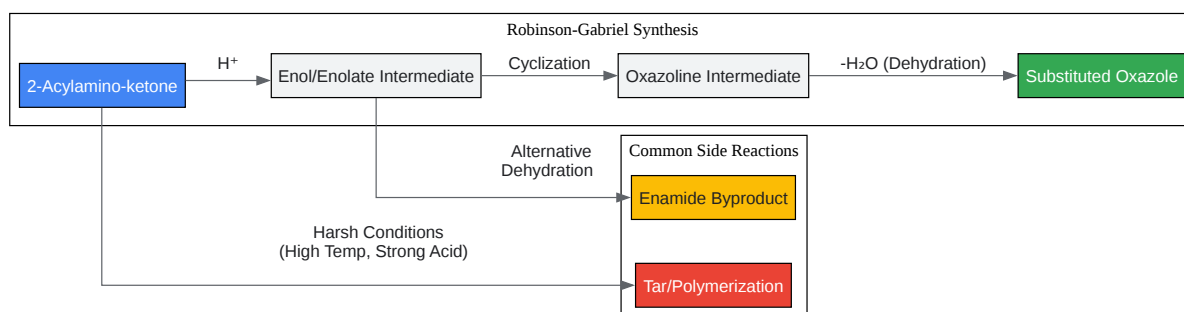 Robinson-Gabriel Synthesis
2-Acylamino-ketone
H⁺
Enol/Enolate Intermediate
Cyclization
Oxazoline Intermediate
-H₂O (Dehydration)
Substituted Oxazole
Alternative
Dehydration
Common Side Reactions
Enamide Byproduct
Harsh Conditions
(High Temp, Strong Acid)
Tar/Polymerization